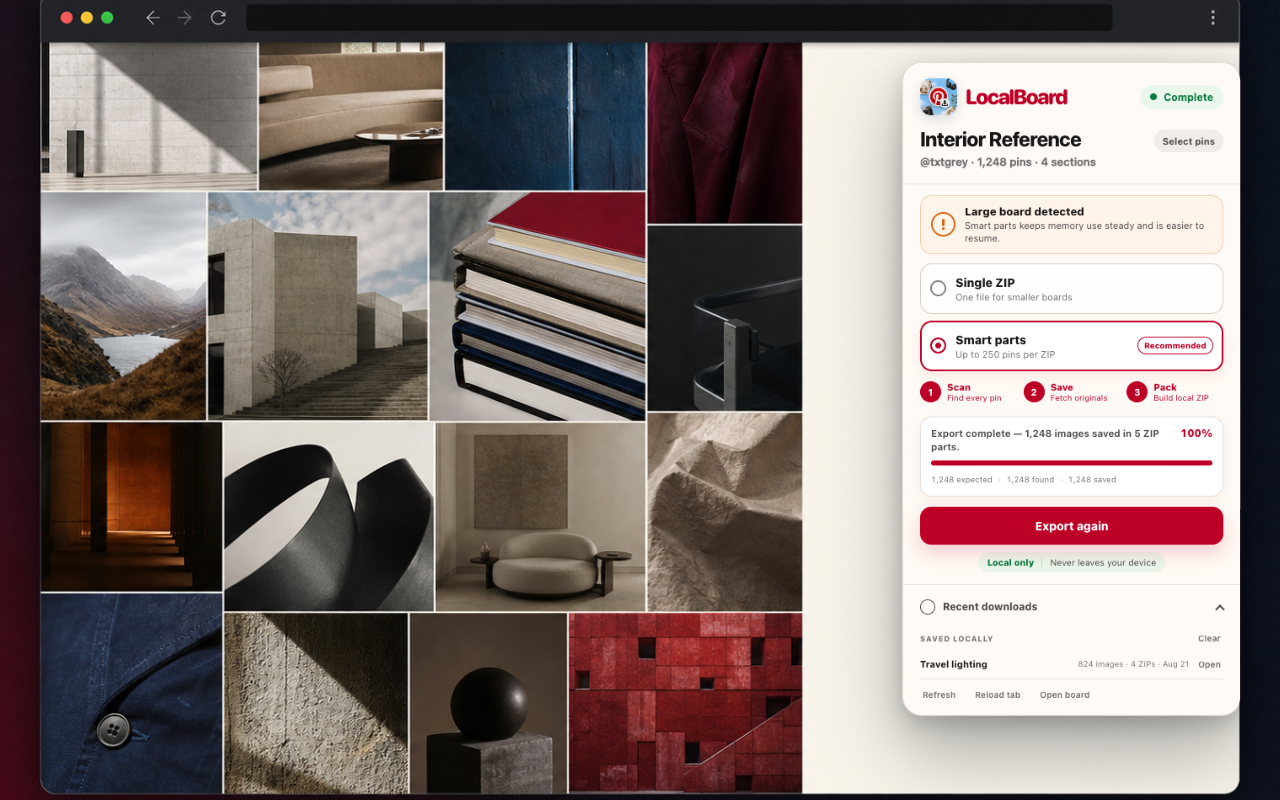 LocalBoard
Complete
Interior Reference
Select pins
@txtgrey · 1,248 pins · 4 sections
Large board detected
Smart parts keeps memory use steady and is easier to
resume.
Single ZIP
One file for smaller boards
Smart parts
Up to 250 pins per ZIP
Recommended
1 Scan
Find every pin
2 Save
Fetch originals
3 Pack
Build local ZIP
Export complete — 1,248 images saved in 5 ZIP
parts.
100%
1,248 expected · 1,248 found · 1,248 saved
Export again
Local only | Never leaves your device
Recent downloads
SAVED LOCALLY
Clear
Travel lighting
824 images · 4 ZIPs · Aug 21
Open
Refresh · Reload tab · Open board